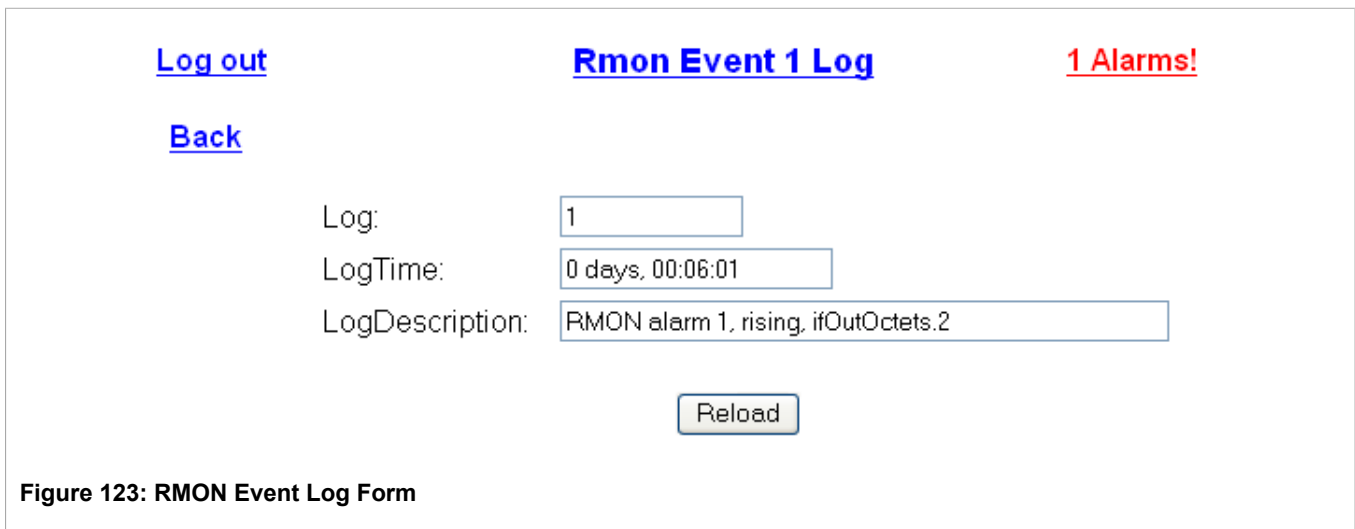 Log out Rmon Event 1 Log 1 Alarms!
Back
Log: 1
LogTime: 0 days, 00:06:01
LogDescription: RMON alarm 1, rising, ifOutOctets.2
Reload
Figure 123: RMON Event Log Form